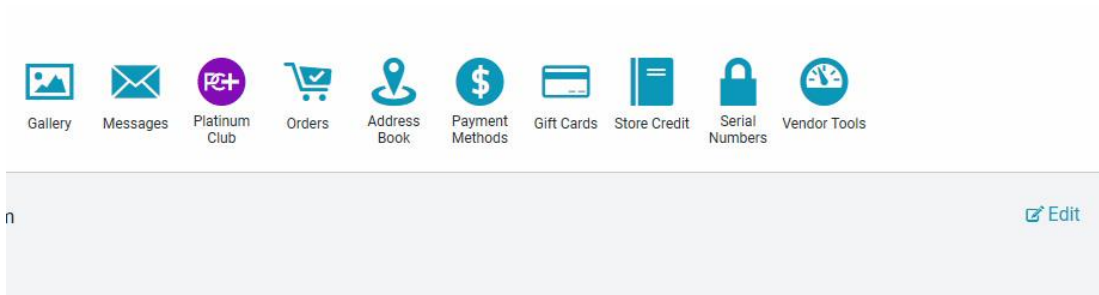 PC+
Gallery
Messages
Platinum
Club
Orders
Address
Book
$
Payment
Methods
Gift Cards
Store Credit
Serial
Numbers
Vendor Tools
m
Edit